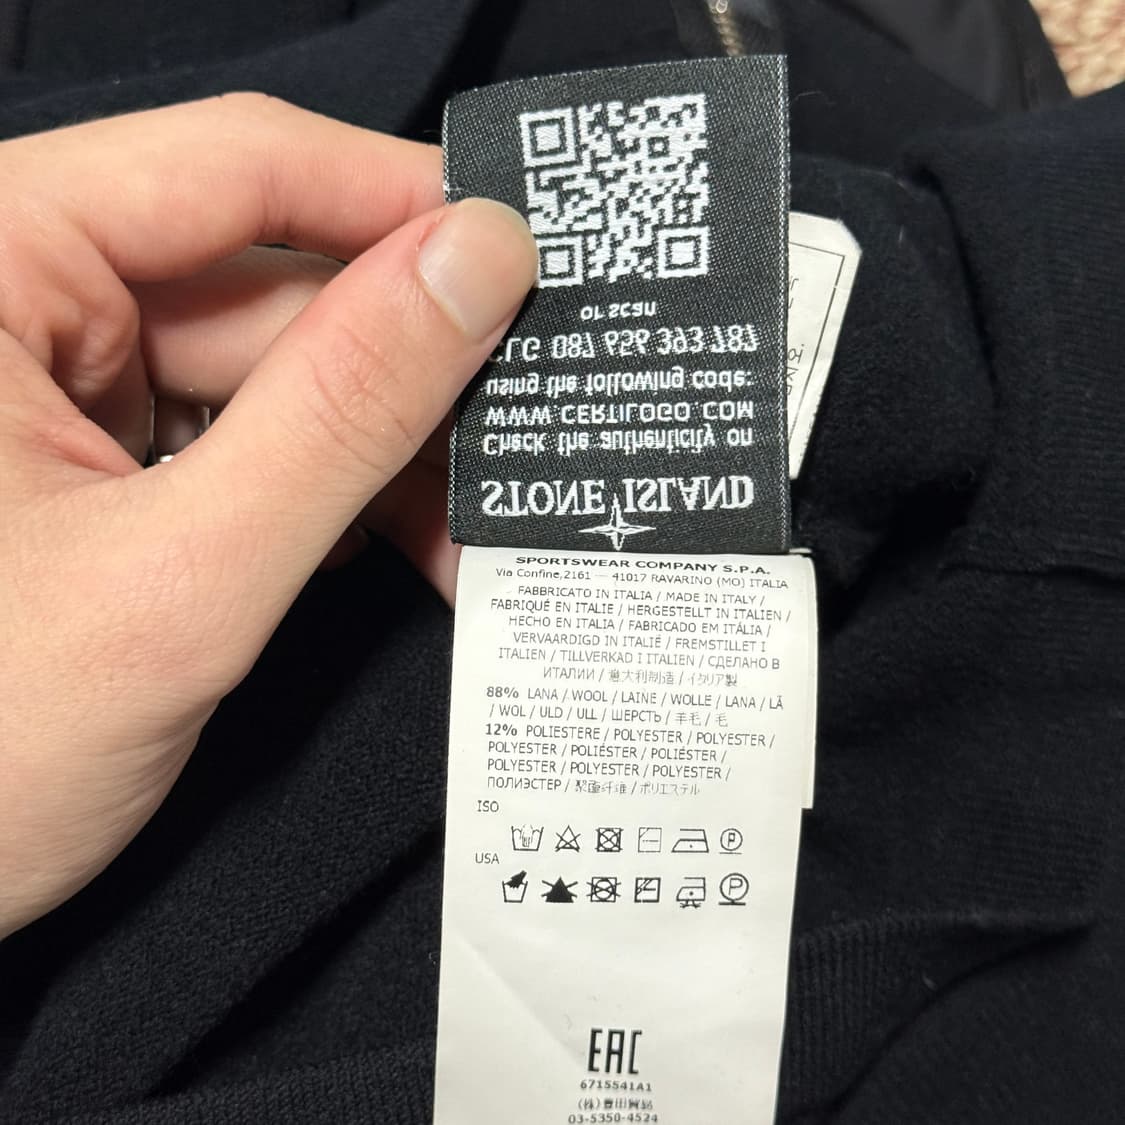 STONE ISLAND
Check the authenticity on
WWW CERTILOGO COM
using the following code:
CLG 087 656 393 787
or scan
SPORTSWEAR COMPANY S.P.A.
Via Confine,2161 — 41017 RAVARINO (MO) ITALIA
FABBRICATO IN ITALIA / MADE IN ITALY /
FABRIQUÉ EN ITALIE / HERGESTELLT IN ITALIEN /
HECHO EN ITALIA / FABRICADO EM ITÁLIA /
VERVAARDIGD IN ITALIË / FREMSTILLET I
ITALIEN / TILLVERKAD I ITALIEN / СДЕЛАНО В
ИТАЛИИ / 意大利制造 / イタリア製
88% LANA / WOOL / LAINE / WOLLE / LANA / LÃ
/ WOL / ULD / ULL / ШЕРСТЬ / 羊毛 / 毛
12% POLIESTERE / POLYESTER / POLYESTER /
POLYESTER / POLIÉSTER / POLIÉSTER /
POLYESTER / POLYESTER / POLYESTER /
ПОЛИЭСТЕР / 聚酯纤维 / ポリエステル
ISO
P
USA
P
EAC
6715541A1
(株) 豊田貿易
03-5350-4524